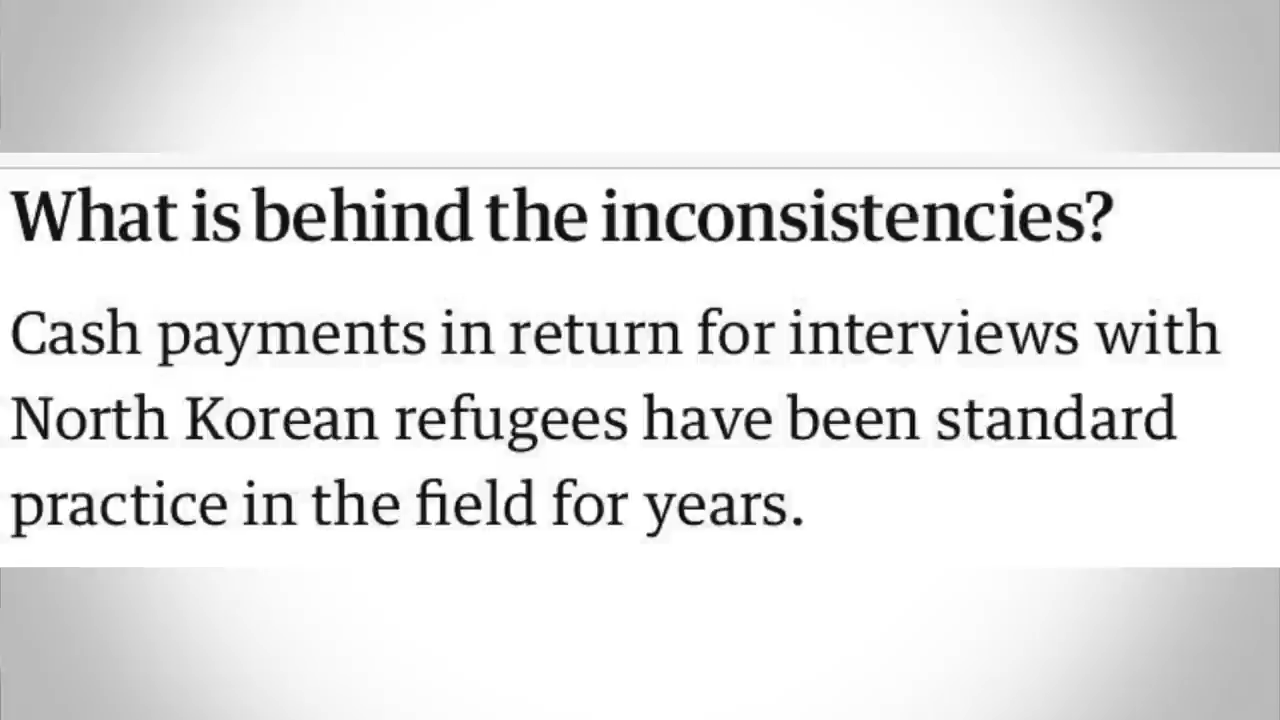 What is behind the inconsistencies?
Cash payments in return for interviews with
North Korean refugees have been standard
practice in the field for years.